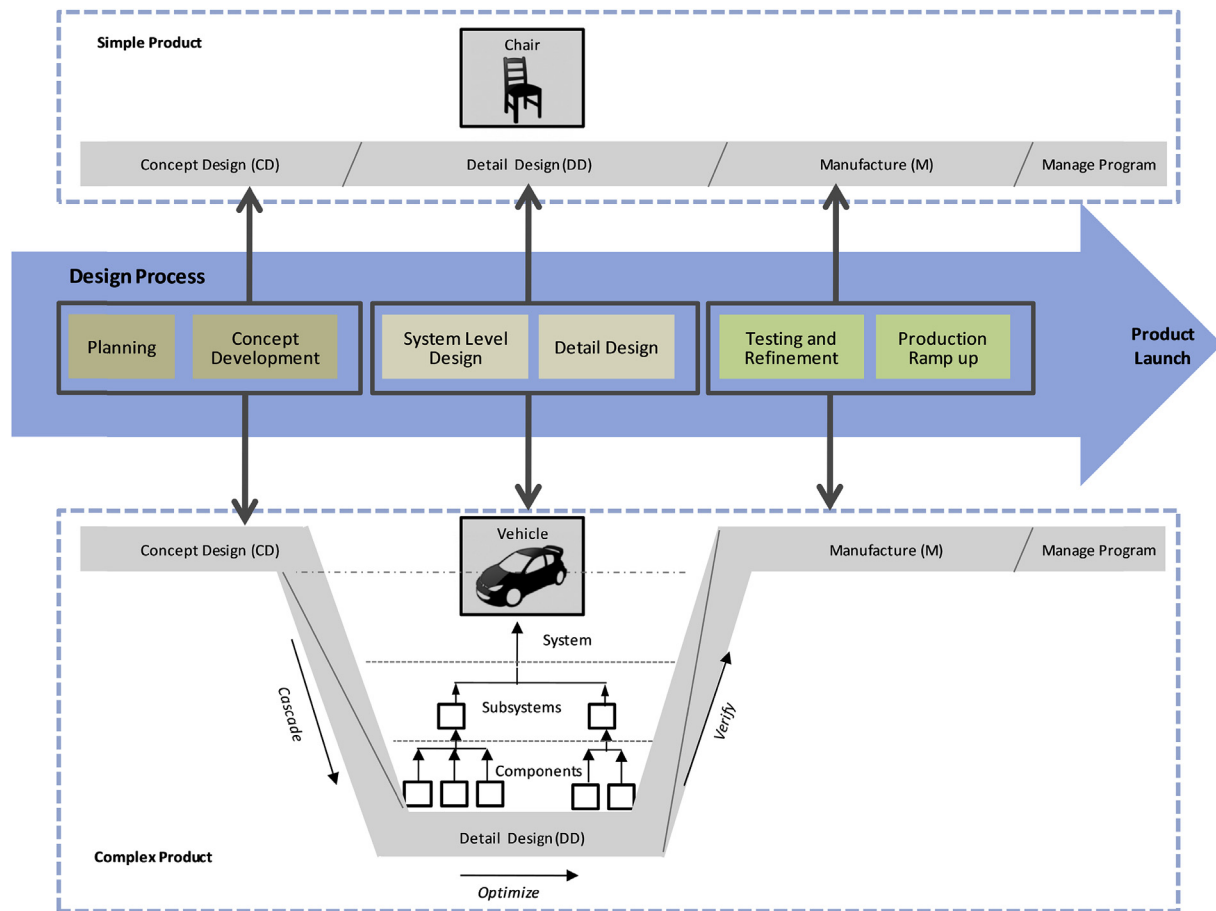 Simple Product
Chair
Concept Design (CD)
Detail Design (DD)
Manufacture (M)
Manage Program
Design Process
Planning
Concept
Development
System Level
Design
Detail Design
Testing and
Refinement
Production
Ramp up
Product
Launch
Concept Design (CD)
Vehicle
Manufacture (M)
Manage Program
System
Cascade
Subsystems
Verify
Components
Detail Design (DD)
Complex Product
Optimize